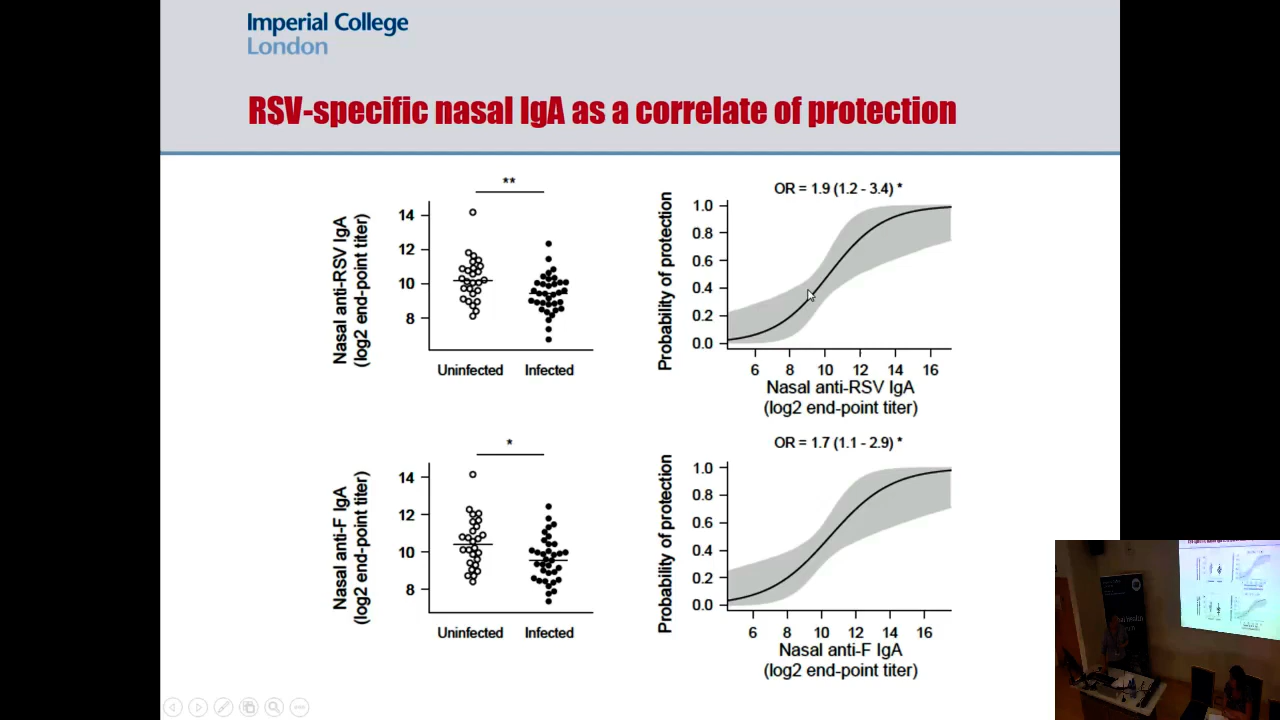 Imperial College
London
RSV-specific nasal IgA as a correlate of protection
**
Nasal anti-RSV IgA
(log2 end-point titer)
14
12
10
8
Uninfected
Infected
OR = 1.9 (1.2 - 3.4) *
Probability of protection
1.0
0.8
0.6
0.4
0.2
0.0
6 8 10 12 14 16
Nasal anti-RSV IgA
(log2 end-point titer)
*
Nasal anti-F IgA
(log2 end-point titer)
14
12
10
8
Uninfected
Infected
OR = 1.7 (1.1 - 2.9) *
Probability of protection
1.0
0.8
0.6
0.4
0.2
0.0
6 8 10 12 14 16
Nasal anti-F IgA
(log2 end-point titer)